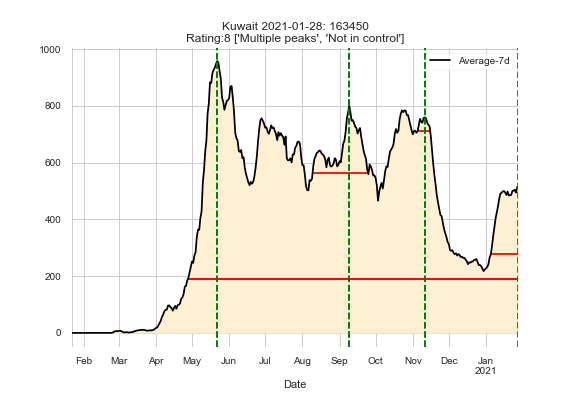 Kuwait 2021-01-28: 163450
Rating:8 ['Multiple peaks', 'Not in control']
Average-7d
1000
800
600
400
200
0
Feb Mar Apr May Jun Jul Aug Sep Oct Nov Dec Jan
2021
Date